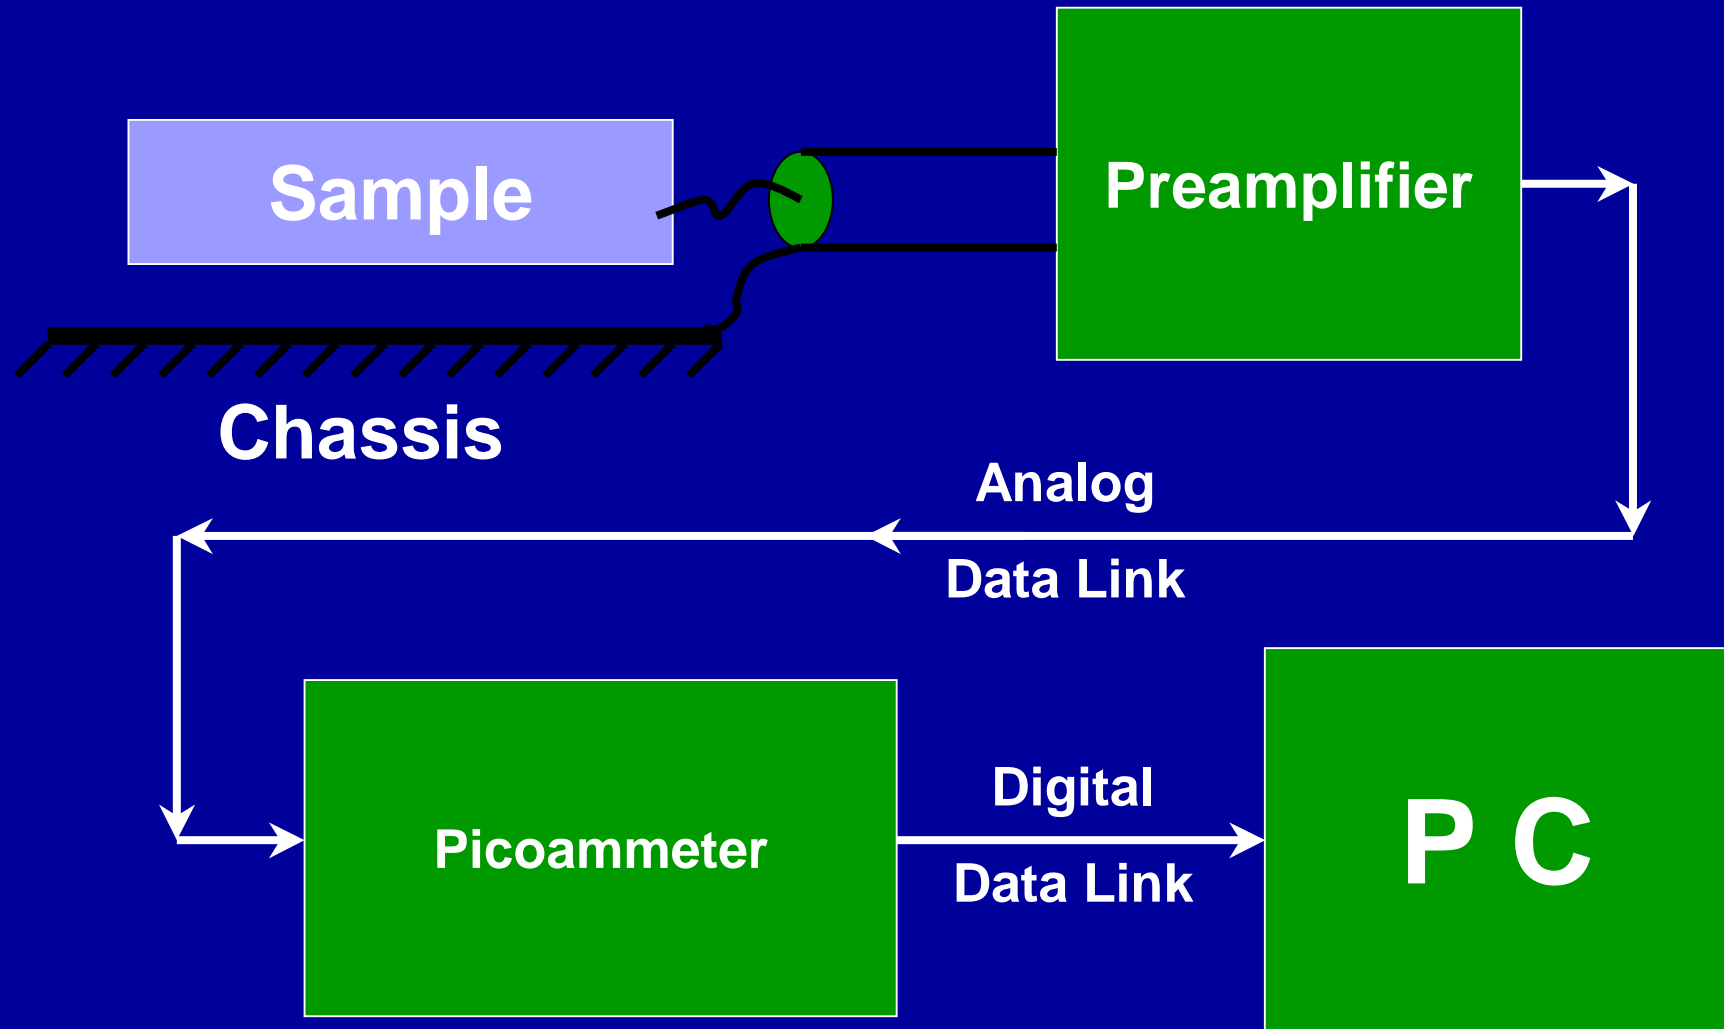 Sample
Preamplifier
Chassis
Analog
Data Link
Picoammeter
Digital
Data Link
P C